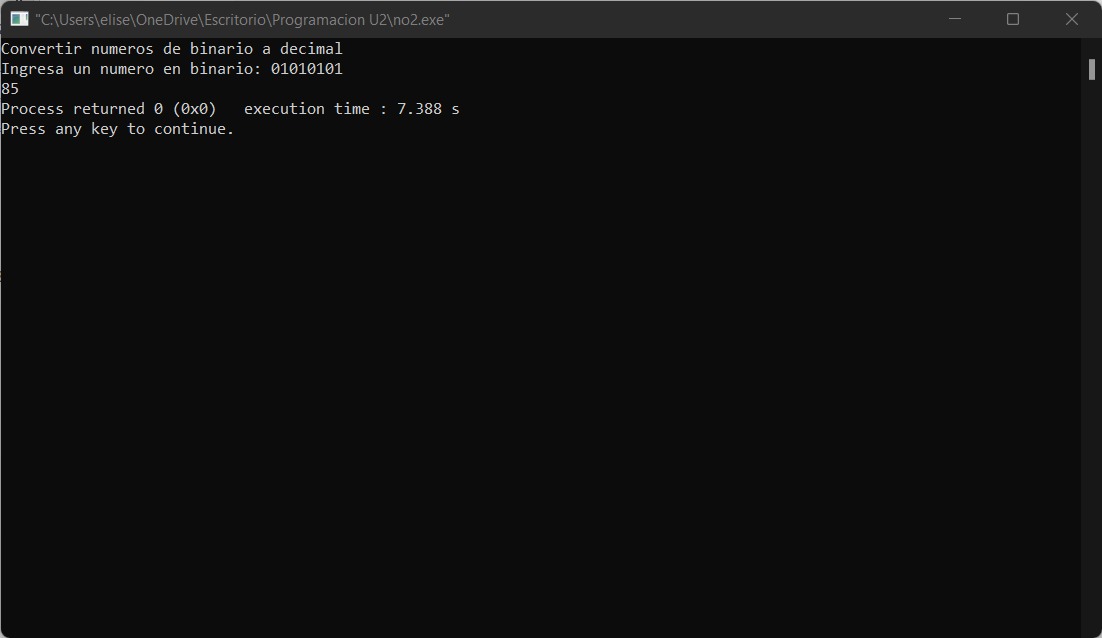 "C:\Users\elise\OneDrive\Escritorio\Programacion U2\no2.exe"
Convertir numeros de binario a decimal
Ingresa un numero en binario: 01010101
85
Process returned 0 (0x0)   execution time : 7.388 s
Press any key to continue.